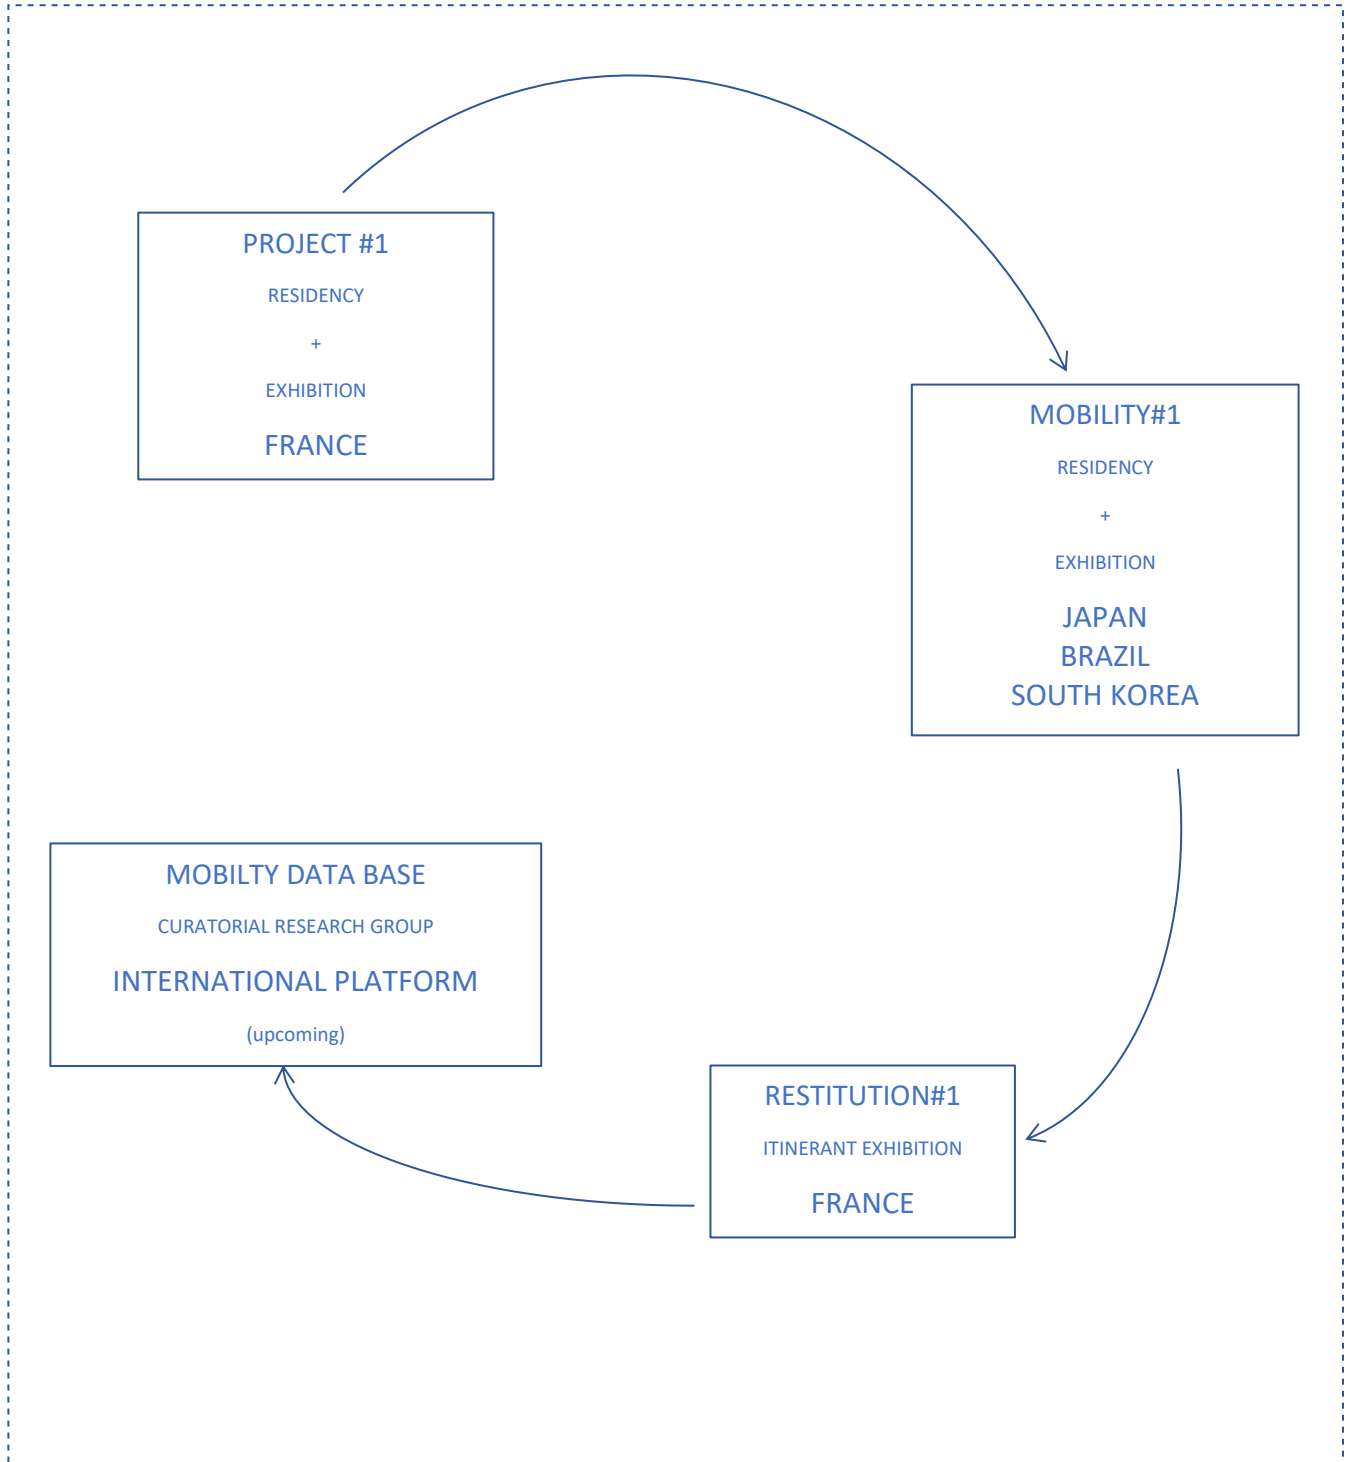 PROJECT #1
RESIDENCY
+
EXHIBITION
FRANCE
MOBILITY#1
RESIDENCY
+
EXHIBITION
JAPAN
BRAZIL
SOUTH KOREA
MOBILTY DATA BASE
CURATORIAL RESEARCH GROUP
INTERNATIONAL PLATFORM
(upcoming)
RESTITUTION#1
ITINERANT EXHIBITION
FRANCE